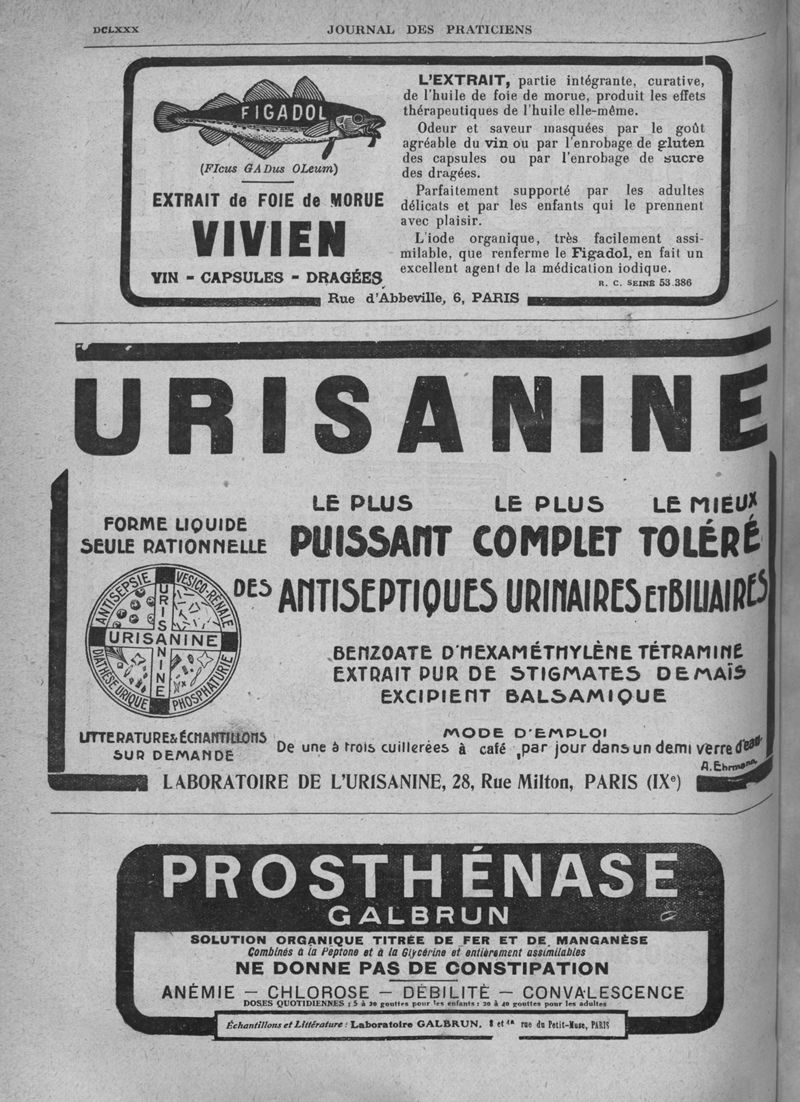 DCLXXX
JOURNAL DES PRATICIENS
FIGADOL
(FIcus GADus OLeum)
EXTRAIT de FOIE de MORUE
VIVIEN
VIN - CAPSULES - DRAGÉES
L'EXTRAIT, partie intégrante, curative,
de l'huile de foie de morue, produit les effets
thérapeutiques de l'huile elle-même.
Odeur et saveur masquées par le goût
agréable du vin ou par l'enrobage de gluten
des capsules ou par l'enrobage de sucre
des dragées.
Parfaitement supporté par les adultes
délicats et par les enfants qui le prennent
avec plaisir.
L'iode organique, très facilement assi-
milable, que renferme le Figadol, en fait un
excellent agent de la médication iodique.
R. C. SEINE 53.386
Rue d'Abbeville, 6, PARIS
URISANINE
FORME LIQUIDE
SEULE RATIONNELLE
LE PLUS LE PLUS LE MIEUX
PUISSANT COMPLET TOLÉRÉ
DES ANTISEPTIQUES URINAIRES ET BILIAIRES
ANTISEPSIE VESICO-RÉNALE
URISANINE
URISANINE
DIATHÈSE URIQUE PHOSPHATURIE
BENZOATE D'HEXAMÉTHYLÈNE TÉTRAMINE
EXTRAIT PUR DE STIGMATES DE MAÏS
EXCIPIENT BALSAMIQUE
LITTERATURE & ÉCHANTILLONS
SUR DEMANDE
MODE D'EMPLOI
De une à trois cuillerées à café, par jour dans un demi verre d'eau.
A. Ehrmann
LABORATOIRE DE L'URISANINE, 28, Rue Milton, PARIS (IXe)
PROSTHÉNASE
GALBRUN
SOLUTION ORGANIQUE TITRÉE DE FER ET DE MANGANÈSE
Combinés à la Peptone et à la Glycérine et entièrement assimilables
NE DONNE PAS DE CONSTIPATION
ANÉMIE — CHLOROSE — DÉBILITÉ — CONVALESCENCE
DOSES QUOTIDIENNES : 5 à 20 gouttes pour les enfants : 20 à 40 gouttes pour les adultes
Échantillons et Littérature : Laboratoire GALBRUN, 8 et 10 rue du Petit-Musc, PARIS